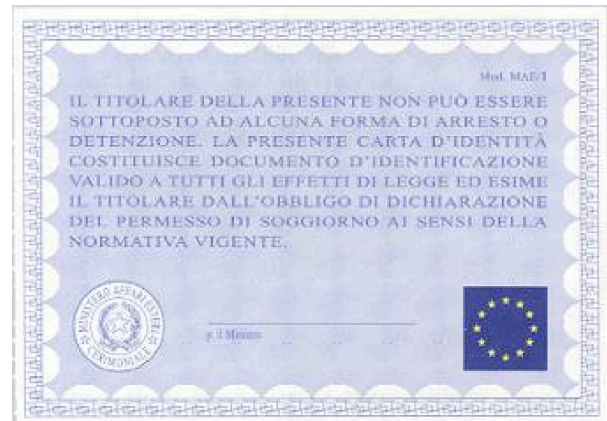 Mod. MAE/1
IL TITOLARE DELLA PRESENTE NON PUÒ ESSERE
SOTTOPOSTO AD ALCUNA FORMA DI ARRESTO O
DETENZIONE. LA PRESENTE CARTA D'IDENTITÀ
COSTITUISCE DOCUMENTO D'IDENTIFICAZIONE
VALIDO A TUTTI GLI EFFETTI DI LEGGE ED ESIME
IL TITOLARE DALL'OBBLIGO DI DICHIARAZIONE
DEL PERMESSO DI SOGGIORNO AI SENSI DELLA
NORMATIVA VIGENTE.
MINISTERO AFFARI ESTERI
CERIMONIALE
p. il Ministro